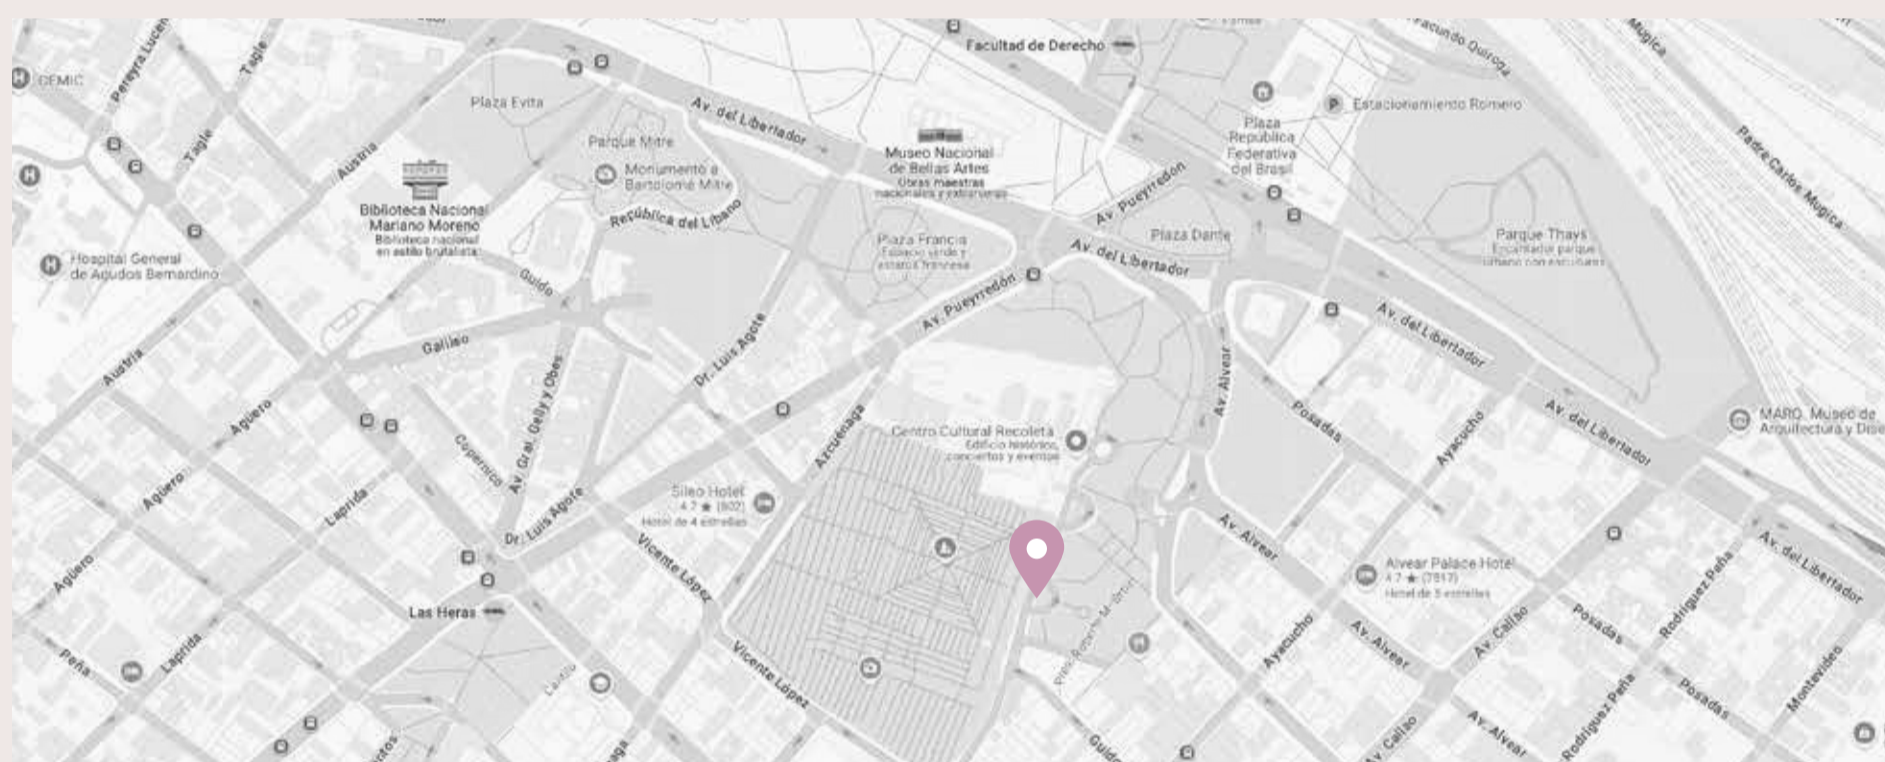 Facultad de Derecho
Mugica
Pereyra Lucen
Tagle
CEMIC
Plaza Evita
Av. del Libertador
Estacionamiento Romero
Plaza
República
Federativa
del Brasil
Padre Carlos Mugica
Parque Mitre
Tagle
Austria
Museo Nacional
de Bellas Artes
Obras maestras
Monumento a
Bartolomé Mitre
Av. Pueyrredón
Biblioteca Nacional
Mariano Moreno
Biblioteca nacional
en estilo brutalista
República del Líbano
Plaza Francia
Plaza Dante
Parque Thays
Encantador parque
Hospital General
de Agudos Bernardino
Av. del Libertador
Guido
Av. Pueyrredón
Av. del Libertador
Galileo
Dr. Luis Agote
Austria
Av. Alvear
Posadas
Agüero
Copérnico
Av. Gral. Gelly y Obes
Azcuénaga
Centro Cultural Recoleta
Edificio histórico,
conciertos y eventos
Ayacucho
Av. del Libertador
MARQ, Museo de
Arquitectura y Dise
Agüero
Laprida
Sileo Hotel
Hotel de 4 estrellas
Dr. Luis Agote
Vicente López
Av. Alvear
Alvear Palace Hotel
Hotel de 5 estrellas
Av. del Libertador
Agüero
Las Heras
Rodríguez Peña
Posadas
Av. Callao
Ayacucho
Av. Alvear
Peña
Laprida
Vicente López
Posadas
Montevideo
Rodríguez Peña
Guido
Av. Callao
Av. Alvear